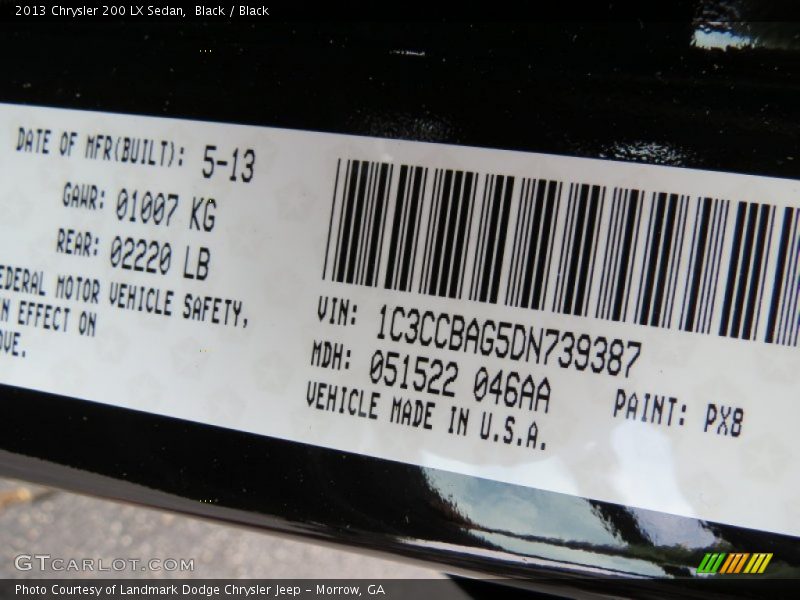 2013 Chrysler 200 LX Sedan, Black / Black
DATE OF MFR(BUILT): 5-13
GAWR: 01007 KG
REAR: 02220 LB
EDERAL MOTOR VEHICLE SAFETY,
N EFFECT ON
OVE.
VIN: 1C3CCBAG5DN739387
MDH: 051522 046AA
PAINT: PX8
VEHICLE MADE IN U.S.A.
GTCARLOT.COM
Photo Courtesy of Landmark Dodge Chrysler Jeep - Morrow, GA